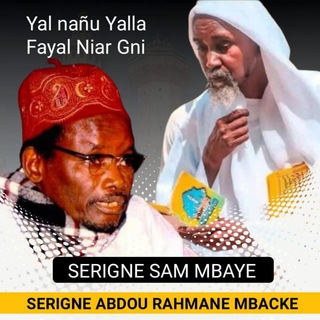 Yal nañu Yalla
Fayal Niar Gni
SERIGNE SAM MBAYE
SERIGNE ABDOU RAHMANE MBACKE